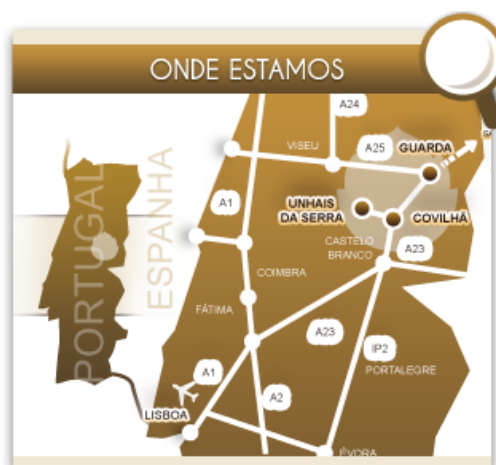 ONDE ESTAMOS
A24
VISEU
A25
GUARDA
PORTUGAL
ESPANHA
A1
UNHAIS
DA SERRA
COVILHÃ
CASTELO
BRANCO
A23
COIMBRA
FÁTIMA
A23
IP2
PORTALEGRE
A1
A2
LISBOA
ÉVORA